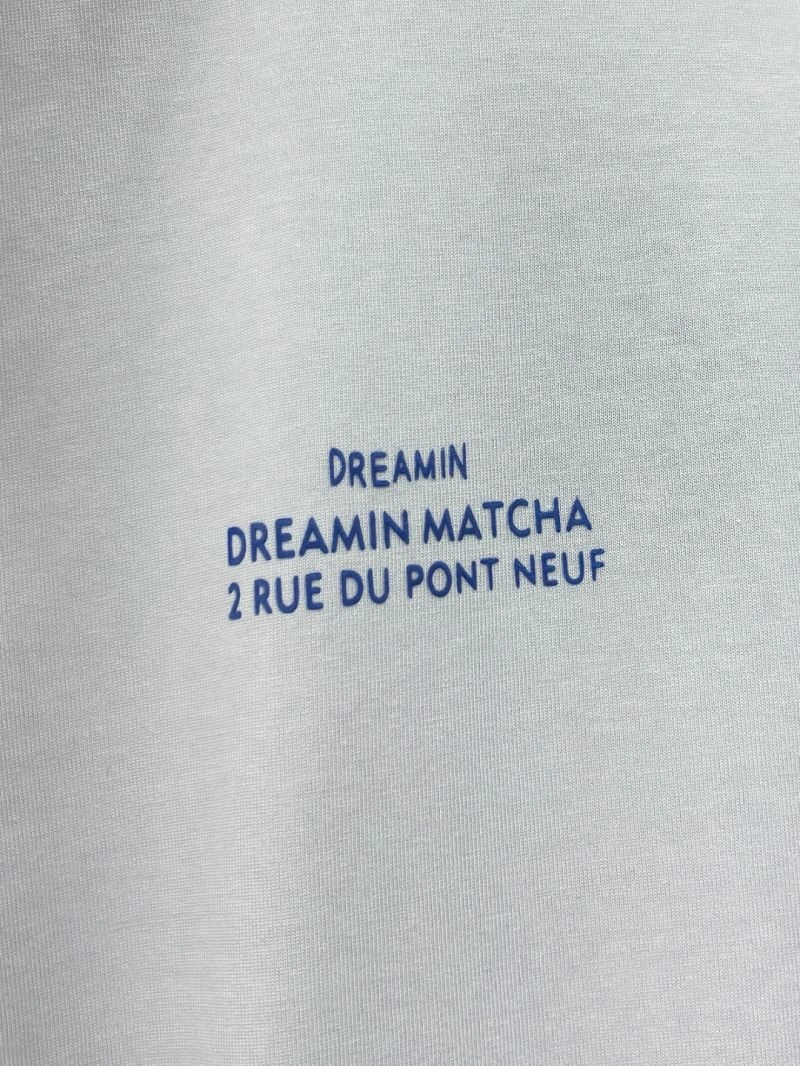 DREAMIN
DREAMIN MATCHA
2 RUE DU PONT NEUF